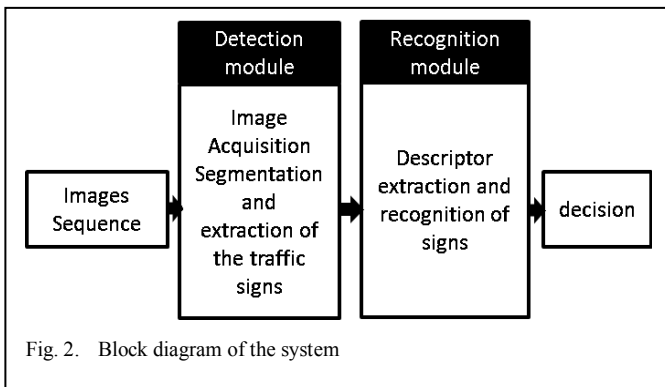 Images
Sequence
Detection
module
Image
Acquisition
Segmentation
and
extraction of
the traffic
signs
Recognition
module
Descriptor
extraction and
recognition of
signs
decision
Fig. 2. Block diagram of the system